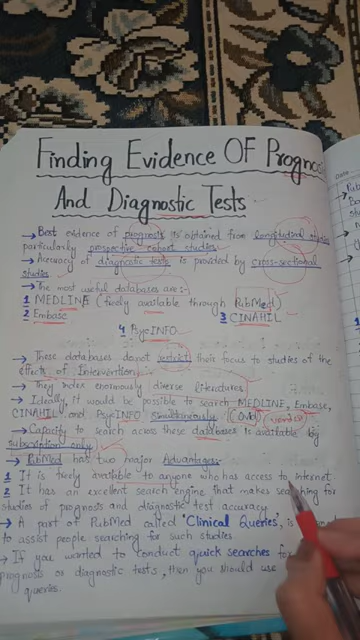 Finding Evidence OF Prognosis
And Diagnostic Tests
Date
→ Best evidence of prognosis is obtained from longitudinal studies
particularly prospective cohort studies.
→ Accuracy of diagnostic tests is provided by cross-sectional
studies
→ The most useful databases are:-
1 MEDLINE (freely available through PubMed)
2 Embase 3 CINAHIL
4 PsycINFO
→ These databases donot restrict their focus to studies of the
effects of Intervention.
→ They index enormously diverse literatures.
→ Ideally, it would be possible to search MEDLINE, Embase,
CINAHIL and PsycINFO simultaneously (Ovid
→ Capacity to search across these databases is available by
subscription only.
→ PubMed has two major Advantages:-
1 It is freely available to anyone who has access to internet
2 It has an excellent search engine that makes searching for
studies of prognosis and diagnostic test accuracy
→ A part of PubMed called "Clinical Queries", is
to assist people searching for such studies
→ If you wanted to conduct quick searches for
prognosis or diagnostic tests, then you should use
queries.